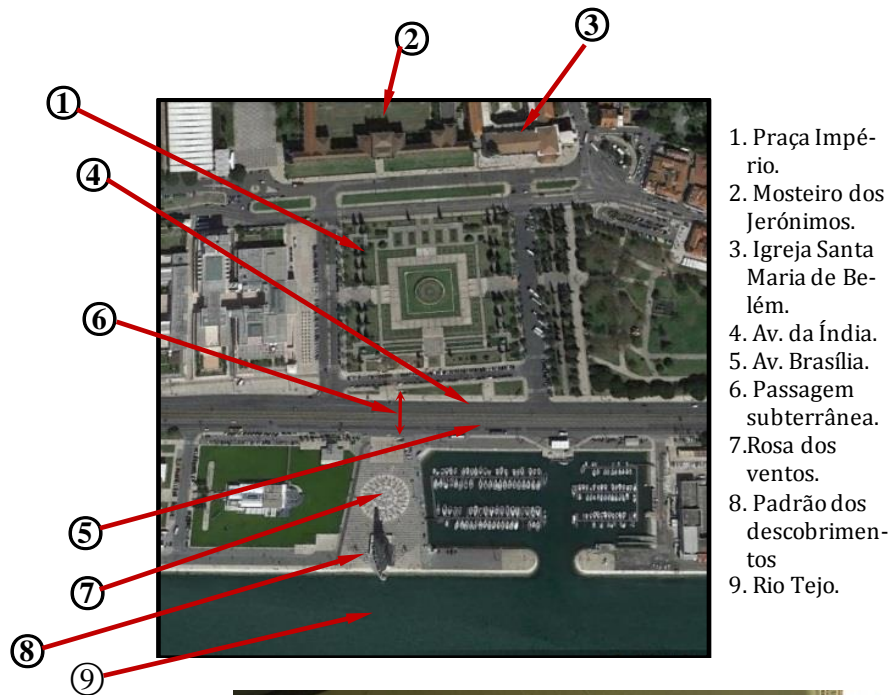 ②
③
①
④
⑥
⑤
⑦
⑧
⑨
1. Praça Impé-
rio.
2. Mosteiro dos
Jerónimos.
3. Igreja Santa
Maria de Be-
lém.
4. Av. da Índia.
5. Av. Brasília.
6. Passagem
subterrânea.
7.Rosa dos
ventos.
8. Padrão dos
descobrimen-
tos
9. Rio Tejo.